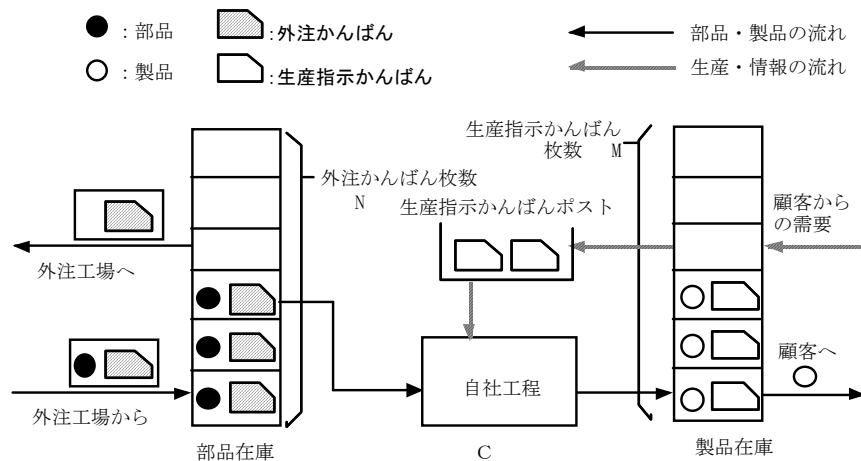 ：部品
：外注かんばん
部品・製品の流れ
：製品
：生産指示かんばん
生産・情報の流れ
生産指示かんばん
枚数 M
外注かんばん枚数
N
生産指示かんばんポスト
顧客から
の需要
外注工場へ
自社工程
顧客へ
外注工場から
部品在庫
C
製品在庫